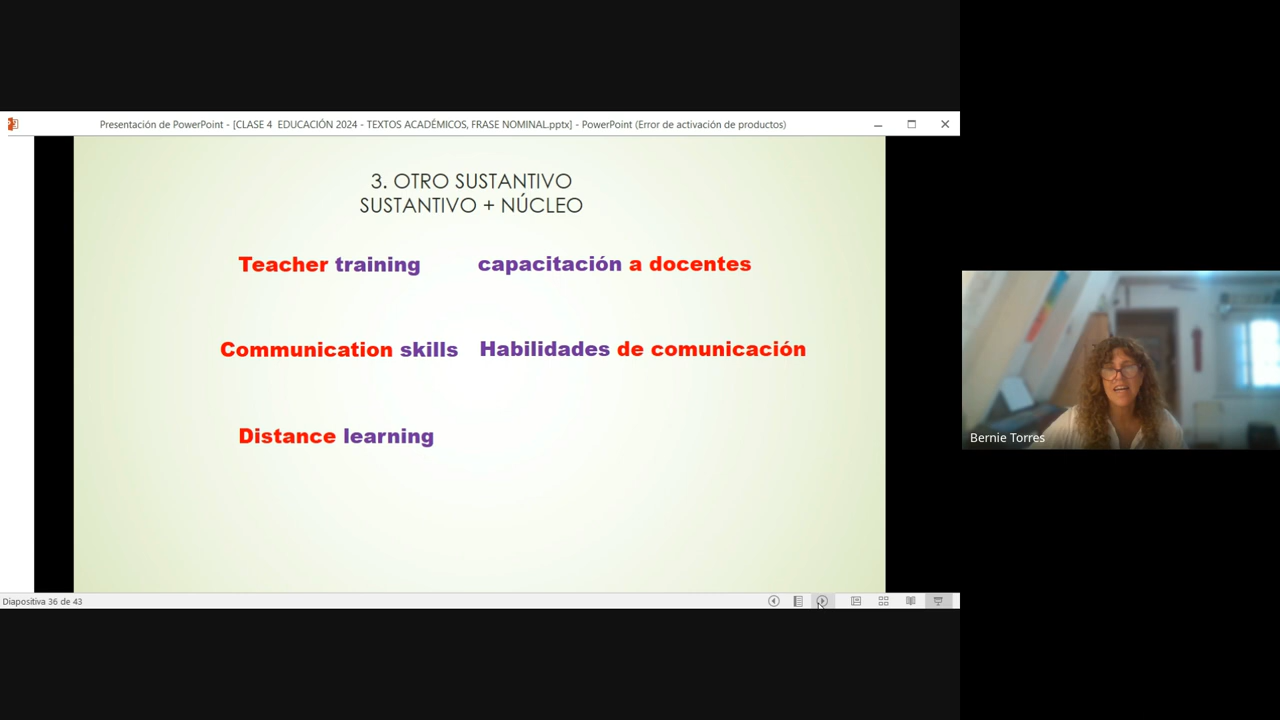 Presentación de PowerPoint - [CLASE 4 EDUCACIÓN 2024 - TEXTOS ACADÉMICOS, FRASE NOMINAL.pptx] - PowerPoint (Error de activación de productos)
3. OTRO SUSTANTIVO
SUSTANTIVO + NÚCLEO
Teacher training capacitación a docentes
Communication skills Habilidades de comunicación
Distance learning
Bernie Torres
Diapositiva 36 de 43